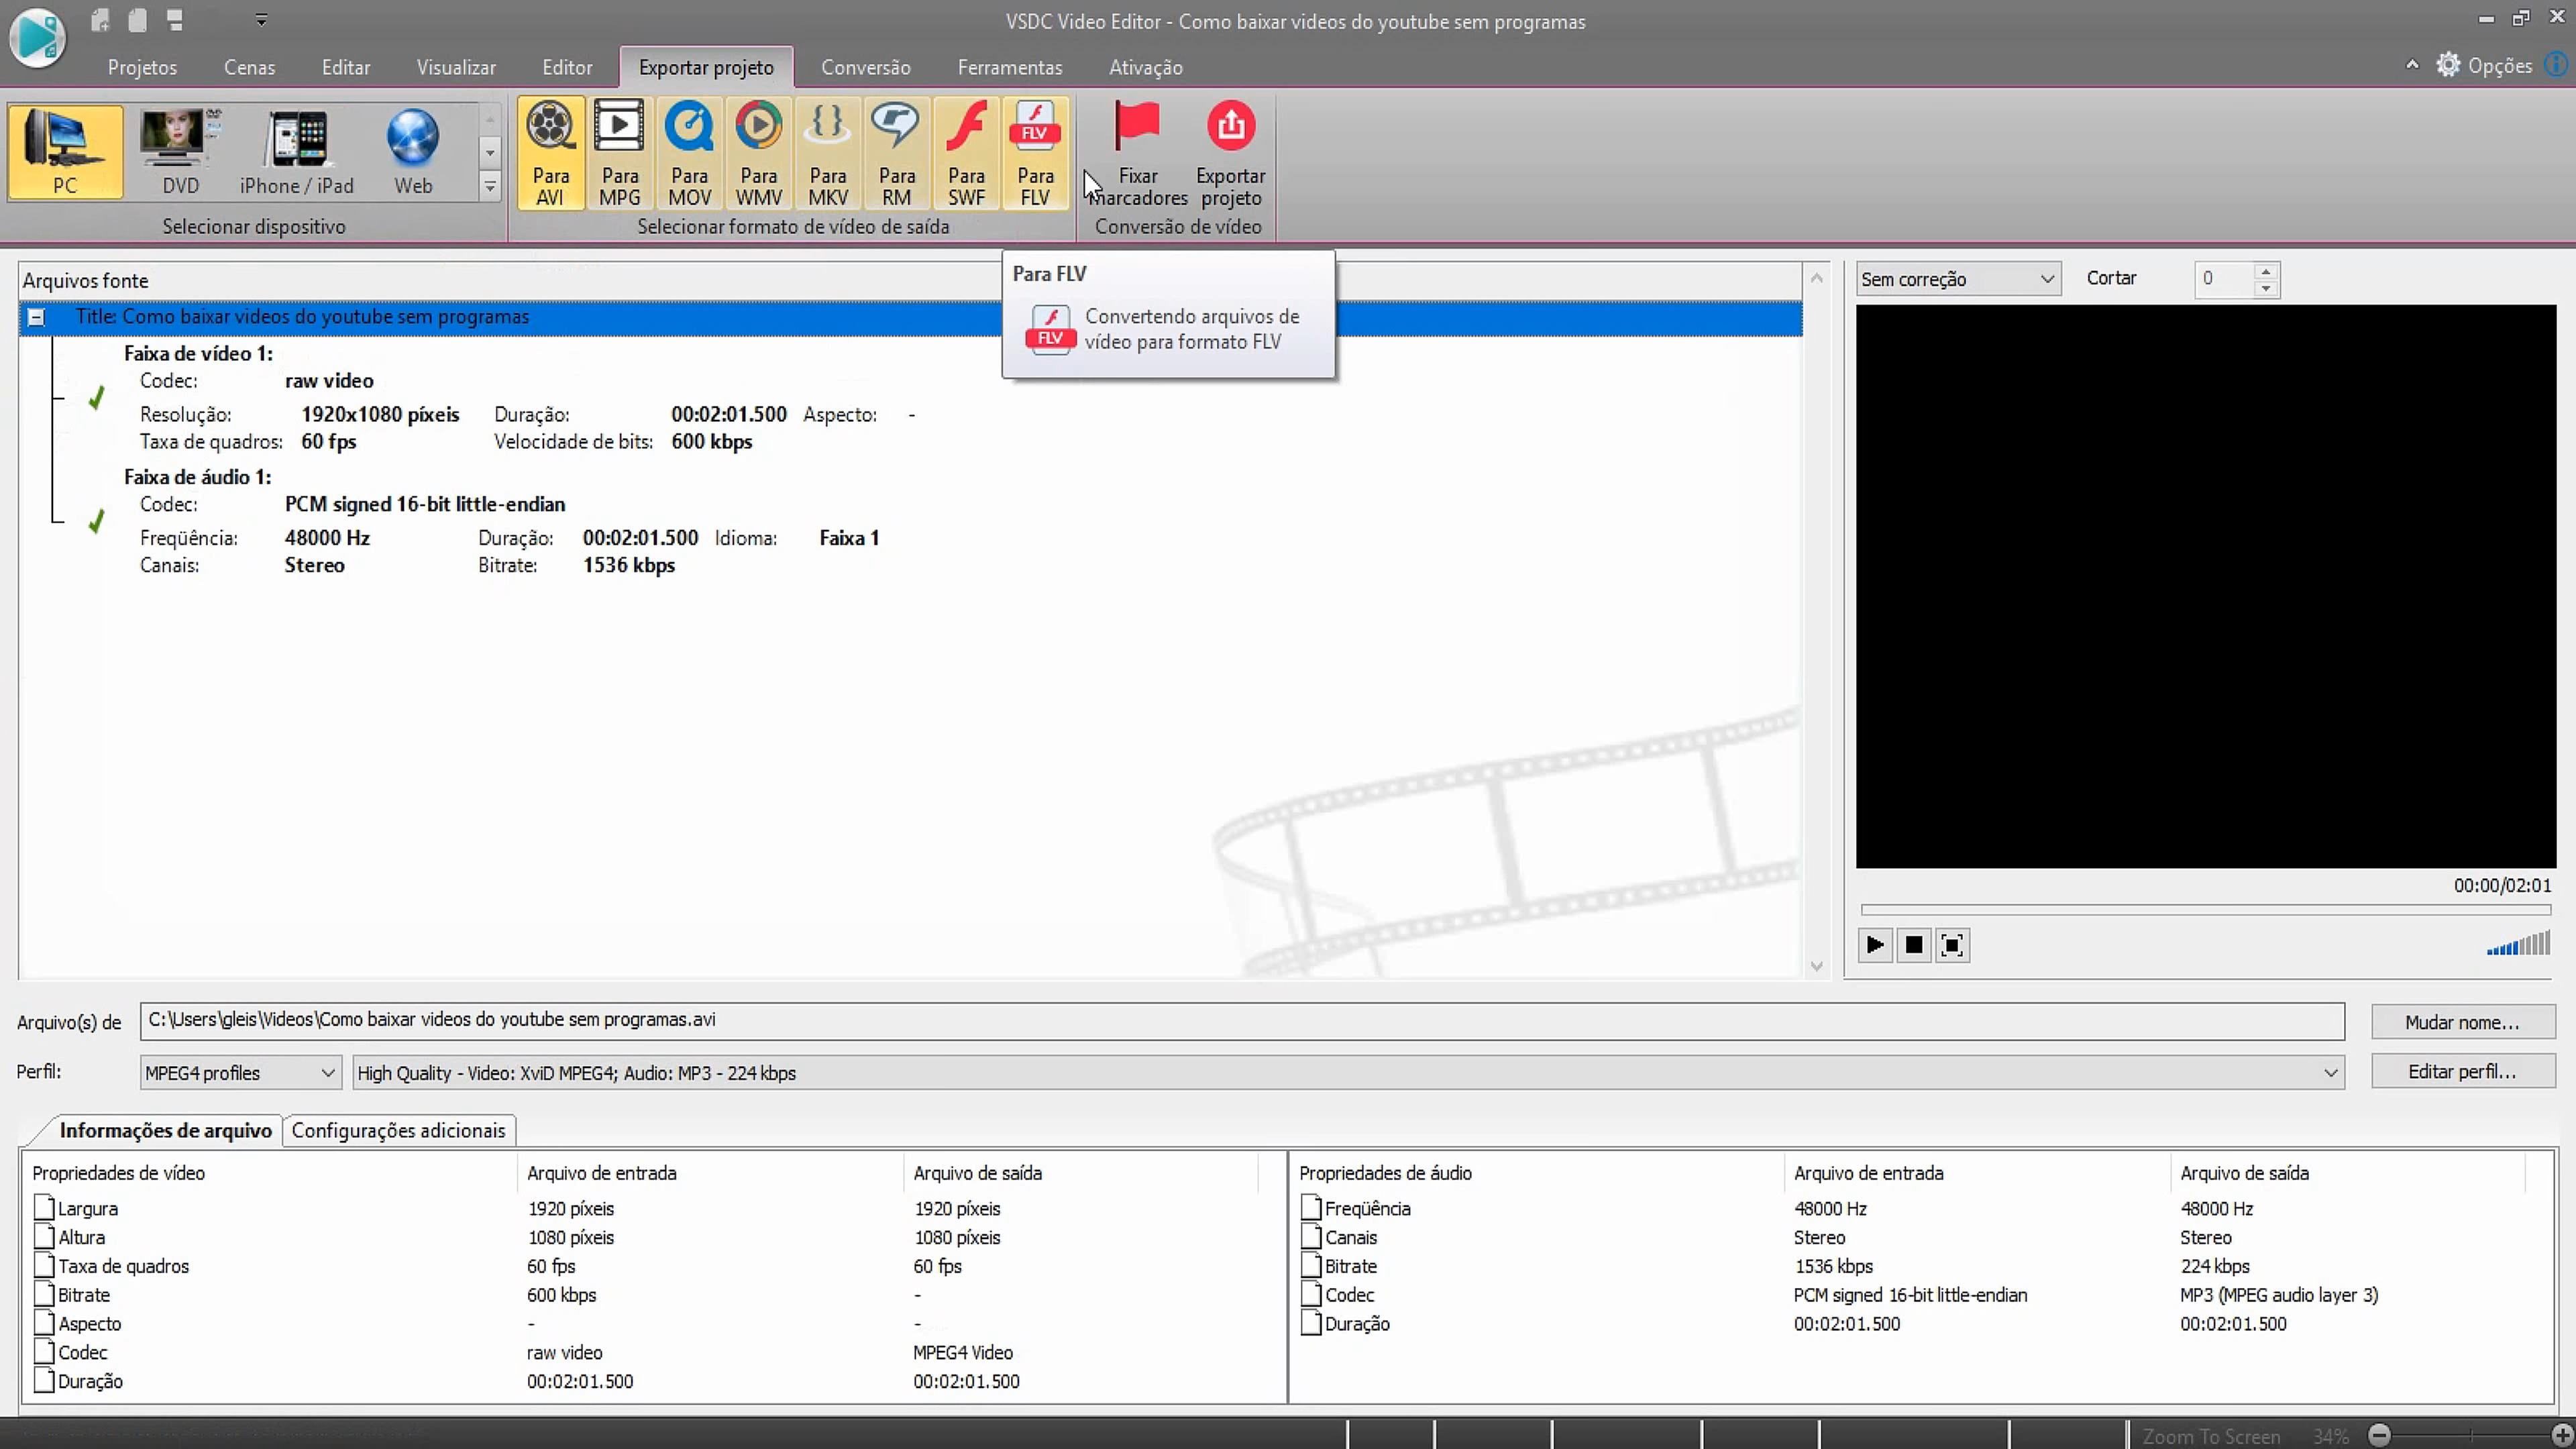 VSDC Video Editor - Como baixar videos do youtube sem programas
Projetos Cenas Editar Visualizar Editor Exportar projeto Conversão Ferramentas Ativação Opções
PC DVD iPhone / iPad Web
Para AVI
Para MPG
Para MOV
Para WMV
Para MKV
Para RM
Para SWF
FLV
Para FLV
Fixar marcadores
Exportar projeto
Selecionar dispositivo
Selecionar formato de vídeo de saída
Conversão de vídeo
Para FLV
FLV
Convertendo arquivos de
vídeo para formato FLV
Arquivos fonte
Title: Como baixar videos do youtube sem programas
Faixa de vídeo 1:
Codec: raw video
Resolução: 1920x1080 píxeis Duração: 00:02:01.500 Aspecto: -
Taxa de quadros: 60 fps Velocidade de bits: 600 kbps
Faixa de áudio 1:
Codec: PCM signed 16-bit little-endian
Freqüência: 48000 Hz Duração: 00:02:01.500 Idioma: Faixa 1
Canais: Stereo Bitrate: 1536 kbps
Sem correção Cortar 0
00:00/02:01
Arquivo(s) de C:\Users\gleis\Videos\Como baixar videos do youtube sem programas.avi Mudar nome...
Perfil: MPEG4 profiles High Quality - Video: XviD MPEG4; Audio: MP3 - 224 kbps Editar perfil...
Informações de arquivo Configurações adicionais
Propriedades de vídeo Arquivo de entrada Arquivo de saída
Largura 1920 píxeis 1920 píxeis
Altura 1080 píxeis 1080 píxeis
Taxa de quadros 60 fps 60 fps
Bitrate 600 kbps -
Aspecto - -
Codec raw video MPEG4 Video
Duração 00:02:01.500 00:02:01.500
Propriedades de áudio Arquivo de entrada Arquivo de saída
Freqüência 48000 Hz 48000 Hz
Canais Stereo Stereo
Bitrate 1536 kbps 224 kbps
Codec PCM signed 16-bit little-endian MP3 (MPEG audio layer 3)
Duração 00:02:01.500 00:02:01.500
Zoom To Screen 34%